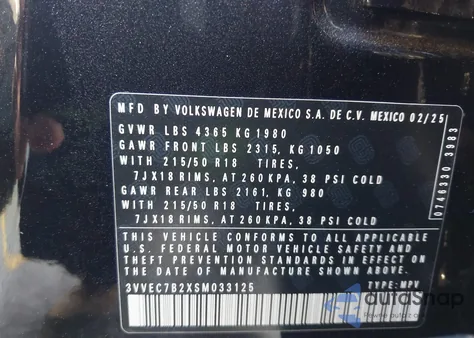 MFD BY VOLKSWAGEN DE MEXICO S.A. DE C.V. MEXICO 02/25
GVWR LBS 4365 KG 1980
GAWR FRONT LBS 2315, KG 1050
WITH 215/50 R18 TIRES,
7JX18 RIMS, AT 260 KPA, 38 PSI COLD
GAWR REAR LBS 2161, KG 980
WITH 215/50 R18 TIRES,
7JX18 RIMS, AT 260 KPA, 38 PSI COLD
THIS VEHICLE CONFORMS TO ALL APPLICABLE
U.S. FEDERAL MOTOR VEHICLE SAFETY AND
THEFT PREVENTION STANDARDS IN EFFECT ON
THE DATE OF MANUFACTURE SHOWN ABOVE
3VVEC7B2XSM033125 TYPE: MPV
0746330 3983
autoSnap